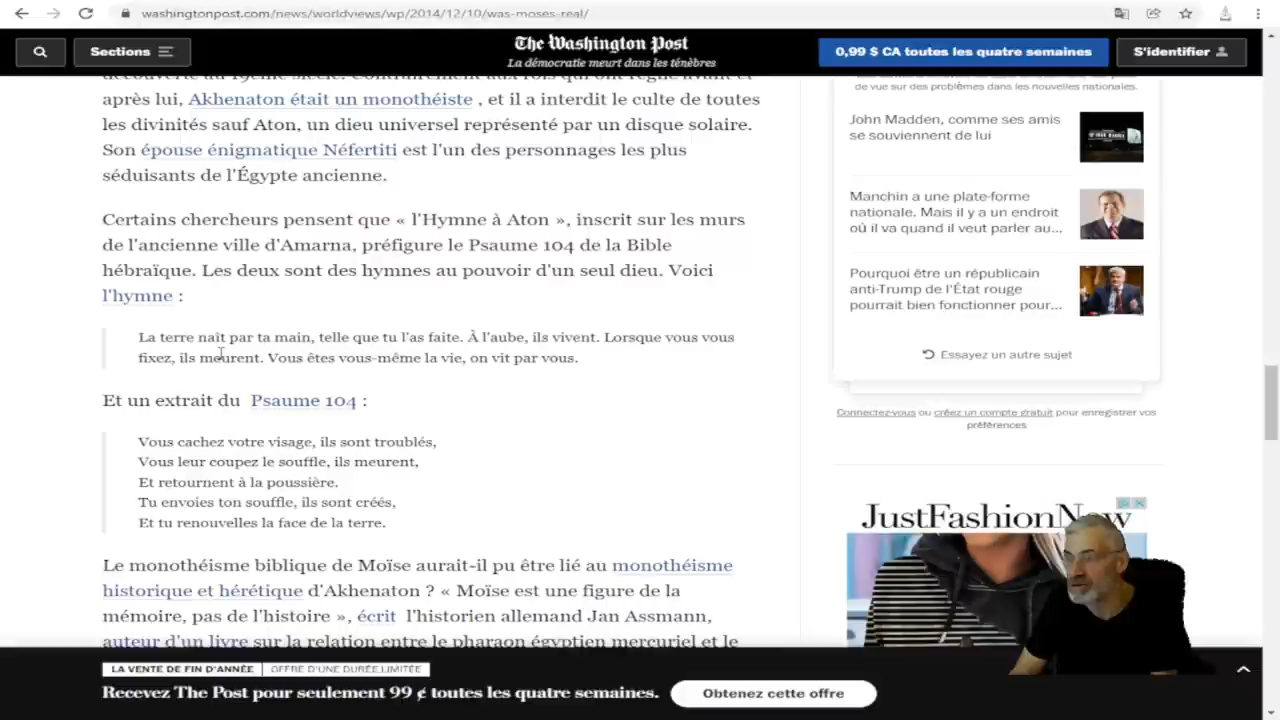 washingtonpost.com/news/worldviews/wp/2014/12/10/was-moses-real/
Sections
The Washington Post
La démocratie meurt dans les ténèbres
0,99 $ CA toutes les quatre semaines
S'identifier
découverte au 19ème siècle. Contrairement aux rois qui ont régné avant et
après lui, Akhenaton était un monothéiste , et il a interdit le culte de toutes
les divinités sauf Aton, un dieu universel représenté par un disque solaire.
Son épouse énigmatique Néfertiti est l'un des personnages les plus
séduisants de l'Égypte ancienne.
Certains chercheurs pensent que « l'Hymne à Aton », inscrit sur les murs
de l'ancienne ville d'Amarna, préfigure le Psaume 104 de la Bible
hébraïque. Les deux sont des hymnes au pouvoir d'un seul dieu. Voici
l'hymne :
La terre naît par ta main, telle que tu l'as faite. À l'aube, ils vivent. Lorsque vous vous
fixez, ils meurent. Vous êtes vous-même la vie, on vit par vous.
Et un extrait du Psaume 104 :
Vous cachez votre visage, ils sont troublés,
Vous leur coupez le souffle, ils meurent,
Et retournent à la poussière.
Tu envoies ton souffle, ils sont créés,
Et tu renouvelles la face de la terre.
Le monothéisme biblique de Moïse aurait-il pu être lié au monothéisme
historique et hérétique d'Akhenaton ? « Moïse est une figure de la
mémoire, pas de l'histoire », écrit l'historien allemand Jan Assmann,
auteur d'un livre sur la relation entre le pharaon égyptien mercuriel et le
de vue sur des problèmes dans les nouvelles nationales.
John Madden, comme ses amis
se souviennent de lui
Manchin a une plate-forme
nationale. Mais il y a un endroit
où il va quand il veut parler au...
Pourquoi être un républicain
anti-Trump de l'État rouge
pourrait bien fonctionner pour...
Essayez un autre sujet
Connectez-vous ou créez un compte gratuit pour enregistrer vos
préférences
JustFashionNow
LA VENTE DE FIN D'ANNÉE OFFRE D'UNE DURÉE LIMITÉE
Recevez The Post pour seulement 99 ¢ toutes les quatre semaines.
Obtenez cette offre